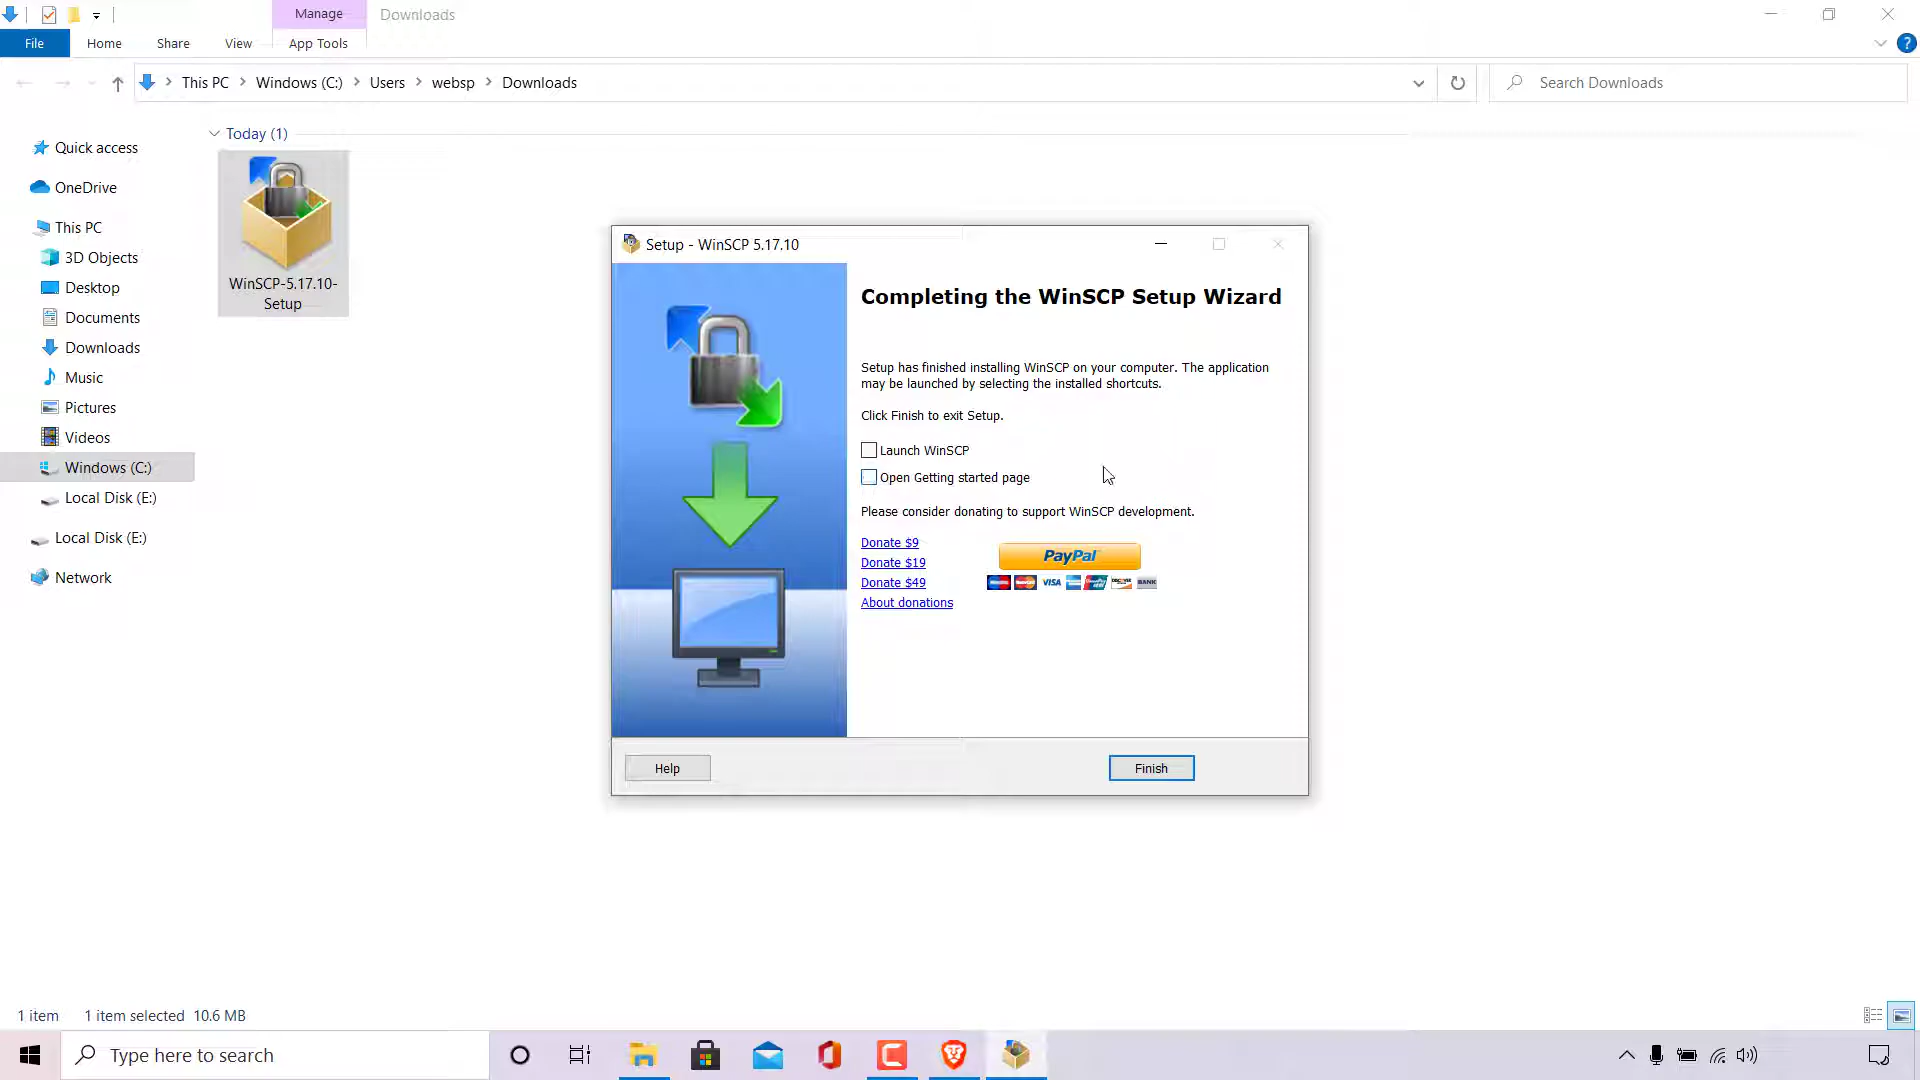 Manage
Downloads
File
Home
Share
View
App Tools
This PC
Windows (C:)
Users
websp
Downloads
Search Downloads
Today (1)
Quick access
OneDrive
This PC
3D Objects
Desktop
Documents
Downloads
Music
Pictures
Videos
Windows (C:)
Local Disk (E:)
Local Disk (E:)
Network
WinSCP-5.17.10-
Setup
Setup - WinSCP 5.17.10
Completing the WinSCP Setup Wizard
Setup has finished installing WinSCP on your computer. The application
may be launched by selecting the installed shortcuts.
Click Finish to exit Setup.
Launch WinSCP
Open Getting started page
Please consider donating to support WinSCP development.
Donate $9
Donate $19
Donate $49
About donations
PayPal
VISA
DISCOVER
BANK
Help
Finish
1 item
1 item selected 10.6 MB
Type here to search